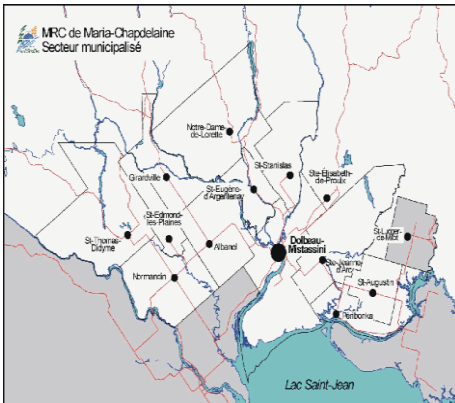 MRC de Maria-Chapdelaine
Secteur municipalisé
Notre-Dame
de-Lorette
St-Stanislas
Girardville
St-Eugène
d'Argentenay
Ste-Élisabeth
de-Proulx
St-Edmond
les-Plaines
St-Thomas
Didyme
Albanel
Dolbeau
Mistassini
St-Ludger
de-Milot
Ste-Jeanne
d'Arc
Normandin
St-Augustin
Péribonka
Lac Saint-Jean